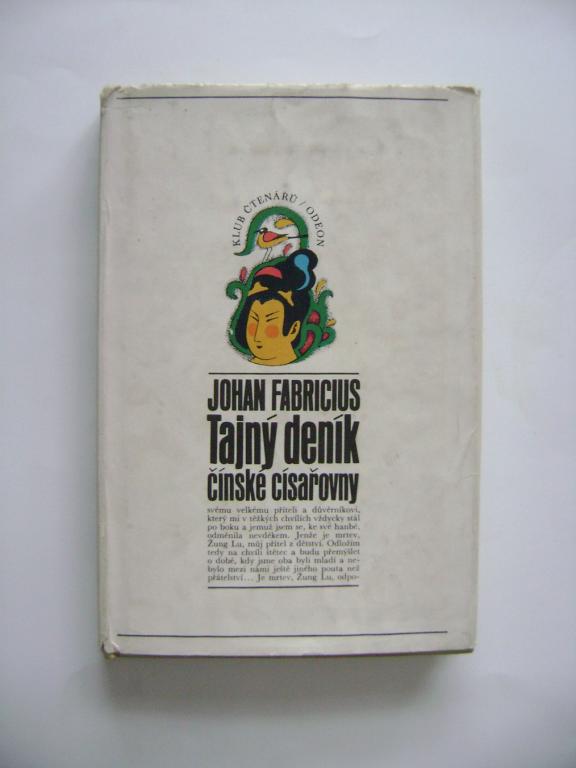 KLUB ČTENÁRŮ / ODEON
JOHAN FABRICIUS
Tajný deník
čínské císařovny
svému velkému příteli a důvěrníkovi,
který mi v těžkých chvílích vždycky stál
po boku a jemuž jsem se, ke své hanbě,
odměnila nevděkem. Jenže je mrtev,
Žung Lu, můj přítel z dětství. Odložím
tedy na chvíli štětec a budu přemýšlet
o době, kdy jsme oba byli mladí a ne-
bylo mezi námi ještě jiného pouta než
přátelství... Je mrtev, Žung Lu, odpo-